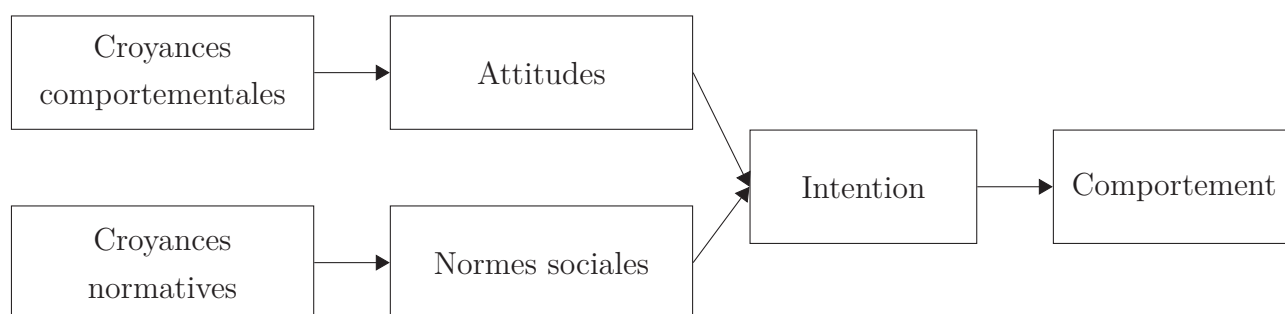 Croyances
comportementales
Attitudes
Intention
Comportement
Croyances
normatives
Normes sociales